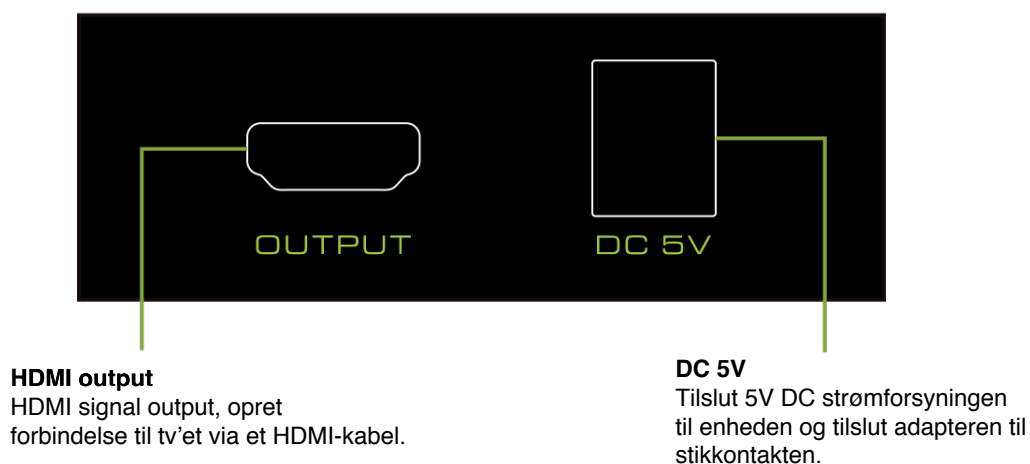 OUTPUT
DC 5V
HDMI output
HDMI signal output, opret
forbindelse til tv'et via et HDMI-kabel.
DC 5V
Tilslut 5V DC strømforsyningen
til enheden og tilslut adapteren til
stikkontakten.